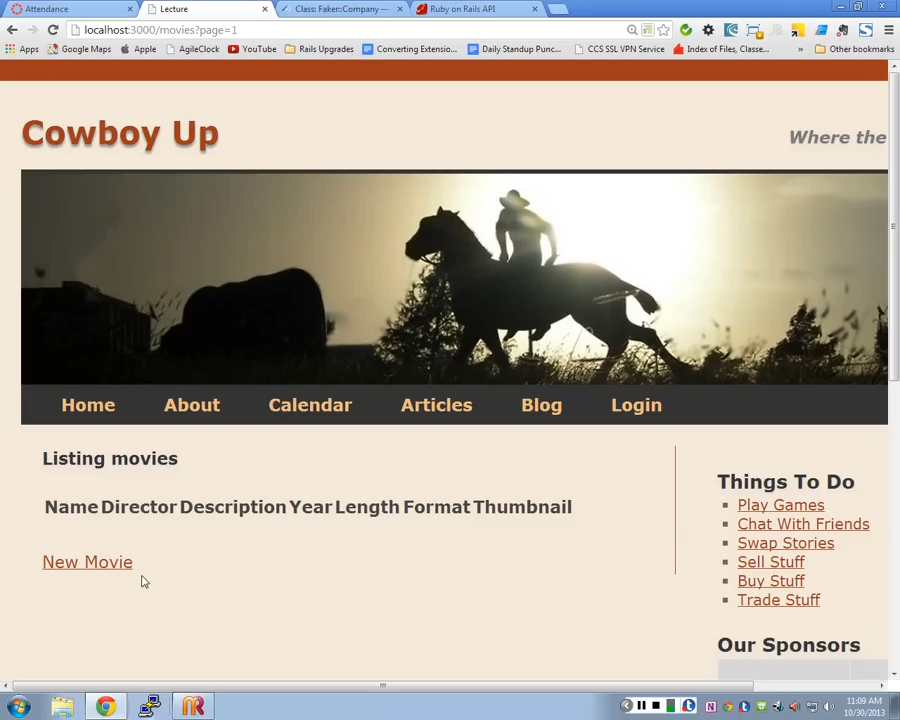 Attendance
Lecture
Class: Faker::Company —
Ruby on Rails API
localhost:3000/movies?page=1
Apps
Google Maps
Apple
AgileClock
YouTube
Rails Upgrades
Converting Extensio...
Daily Standup Punc...
CCS SSL VPN Service
Index of Files, Classe...
»
Other bookmarks
Cowboy Up
Where the
Home
About
Calendar
Articles
Blog
Login
Listing movies
Name Director Description Year Length Format Thumbnail
New Movie
Things To Do
Play Games
Chat With Friends
Swap Stories
Sell Stuff
Buy Stuff
Trade Stuff
Our Sponsors
11:09 AM
10/30/2013